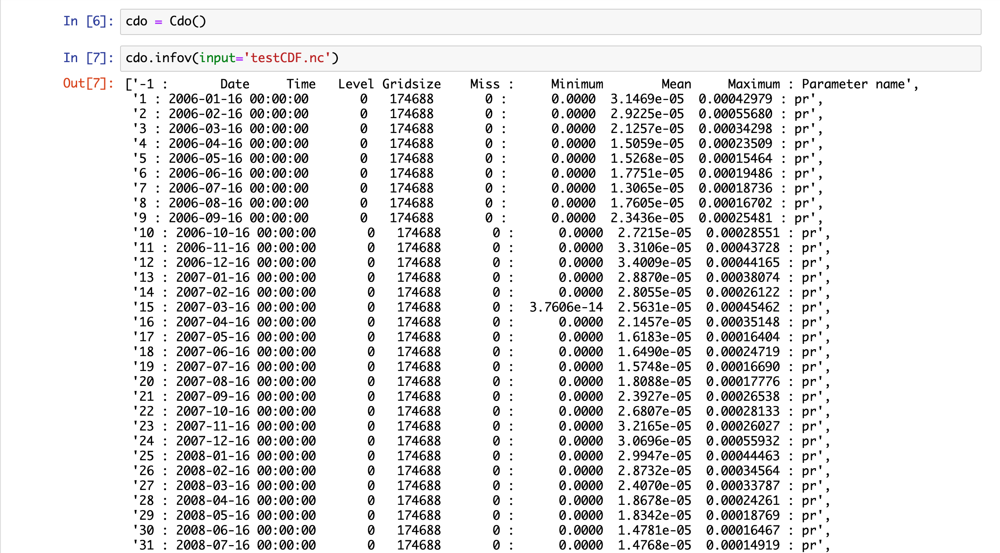 In [6]: cdo = Cdo()
In [7]: cdo.infov(input='testCDF.nc')
Out[7]: ['-1 :       Date     Time   Level Gridsize    Miss :     Minimum        Mean     Maximum : Parameter name',
'1 : 2006-01-16 00:00:00       0   174688       0 :      0.0000  3.1469e-05  0.00042979 : pr',
'2 : 2006-02-16 00:00:00       0   174688       0 :      0.0000  2.9225e-05  0.00055680 : pr',
'3 : 2006-03-16 00:00:00       0   174688       0 :      0.0000  2.1257e-05  0.00034298 : pr',
'4 : 2006-04-16 00:00:00       0   174688       0 :      0.0000  1.5059e-05  0.00023509 : pr',
'5 : 2006-05-16 00:00:00       0   174688       0 :      0.0000  1.5268e-05  0.00015464 : pr',
'6 : 2006-06-16 00:00:00       0   174688       0 :      0.0000  1.7751e-05  0.00019486 : pr',
'7 : 2006-07-16 00:00:00       0   174688       0 :      0.0000  1.3065e-05  0.00018736 : pr',
'8 : 2006-08-16 00:00:00       0   174688       0 :      0.0000  1.7605e-05  0.00016702 : pr',
'9 : 2006-09-16 00:00:00       0   174688       0 :      0.0000  2.3436e-05  0.00025481 : pr',
'10 : 2006-10-16 00:00:00       0   174688       0 :      0.0000  2.7215e-05  0.00028551 : pr',
'11 : 2006-11-16 00:00:00       0   174688       0 :      0.0000  3.3106e-05  0.00043728 : pr',
'12 : 2006-12-16 00:00:00       0   174688       0 :      0.0000  3.4009e-05  0.00044165 : pr',
'13 : 2007-01-16 00:00:00       0   174688       0 :      0.0000  2.8870e-05  0.00038074 : pr',
'14 : 2007-02-16 00:00:00       0   174688       0 :      0.0000  2.8055e-05  0.00026122 : pr',
'15 : 2007-03-16 00:00:00       0   174688       0 :  3.7606e-14  2.5631e-05  0.00045462 : pr',
'16 : 2007-04-16 00:00:00       0   174688       0 :      0.0000  2.1457e-05  0.00035148 : pr',
'17 : 2007-05-16 00:00:00       0   174688       0 :      0.0000  1.6183e-05  0.00016404 : pr',
'18 : 2007-06-16 00:00:00       0   174688       0 :      0.0000  1.6490e-05  0.00024719 : pr',
'19 : 2007-07-16 00:00:00       0   174688       0 :      0.0000  1.5748e-05  0.00016690 : pr',
'20 : 2007-08-16 00:00:00       0   174688       0 :      0.0000  1.8088e-05  0.00017776 : pr',
'21 : 2007-09-16 00:00:00       0   174688       0 :      0.0000  2.3927e-05  0.00026538 : pr',
'22 : 2007-10-16 00:00:00       0   174688       0 :      0.0000  2.6807e-05  0.00028133 : pr',
'23 : 2007-11-16 00:00:00       0   174688       0 :      0.0000  3.2165e-05  0.00026027 : pr',
'24 : 2007-12-16 00:00:00       0   174688       0 :      0.0000  3.0696e-05  0.00055932 : pr',
'25 : 2008-01-16 00:00:00       0   174688       0 :      0.0000  2.9947e-05  0.00044463 : pr',
'26 : 2008-02-16 00:00:00       0   174688       0 :      0.0000  2.8732e-05  0.00034564 : pr',
'27 : 2008-03-16 00:00:00       0   174688       0 :      0.0000  2.4070e-05  0.00033787 : pr',
'28 : 2008-04-16 00:00:00       0   174688       0 :      0.0000  1.8678e-05  0.00024261 : pr',
'29 : 2008-05-16 00:00:00       0   174688       0 :      0.0000  1.8342e-05  0.00018769 : pr',
'30 : 2008-06-16 00:00:00       0   174688       0 :      0.0000  1.4781e-05  0.00016467 : pr',
'31 : 2008-07-16 00:00:00       0   174688       0 :      0.0000  1.4768e-05  0.00014919 : pr',